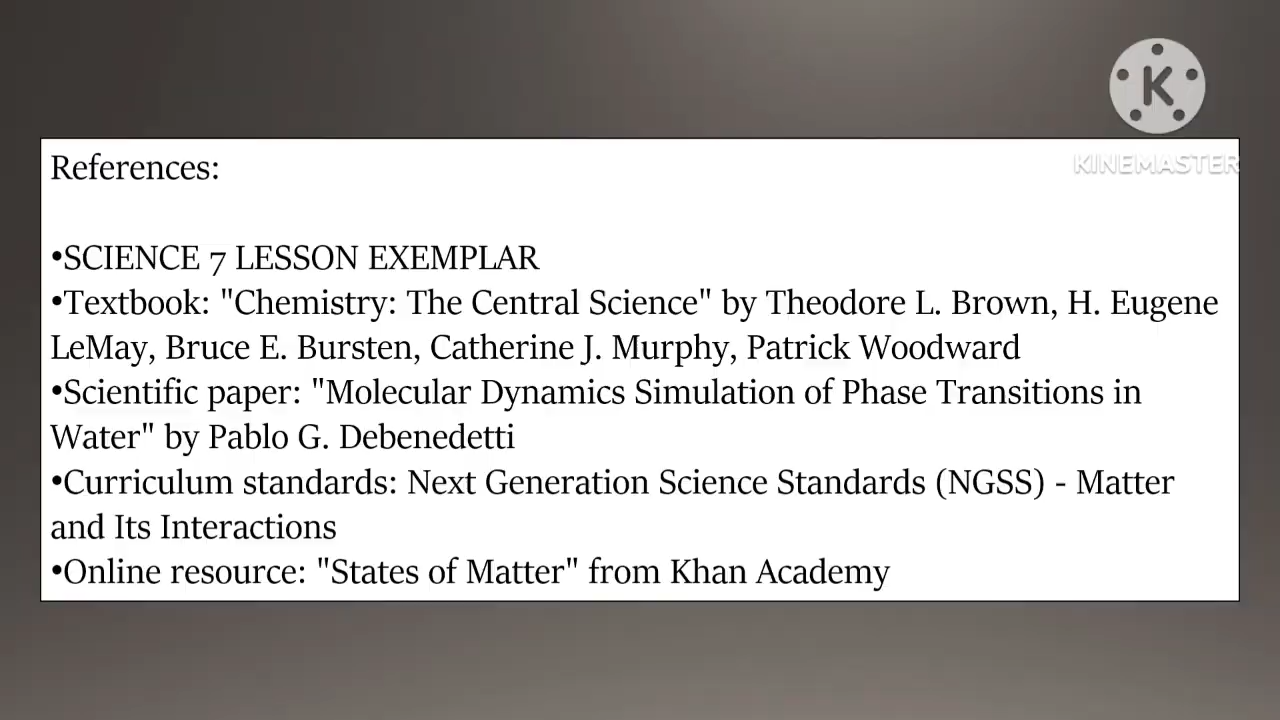 K
KINEMASTER
References:
•SCIENCE 7 LESSON EXEMPLAR
•Textbook: "Chemistry: The Central Science" by Theodore L. Brown, H. Eugene
LeMay, Bruce E. Bursten, Catherine J. Murphy, Patrick Woodward
•Scientific paper: "Molecular Dynamics Simulation of Phase Transitions in
Water" by Pablo G. Debenedetti
•Curriculum standards: Next Generation Science Standards (NGSS) - Matter
and Its Interactions
•Online resource: "States of Matter" from Khan Academy